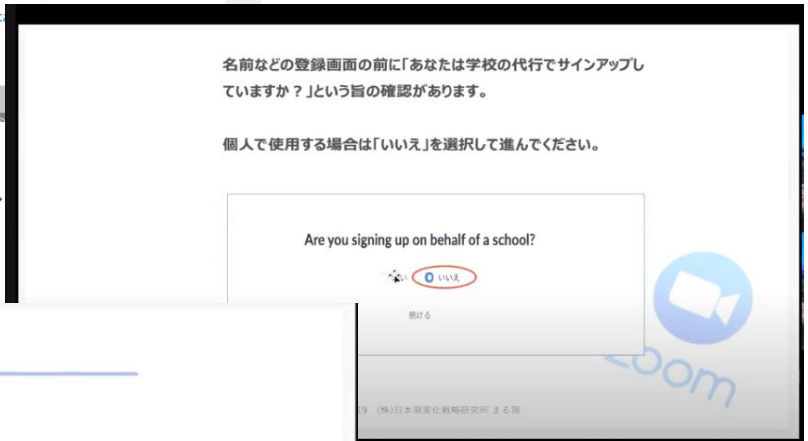 名前などの登録画面の前に「あなたは学校の代行でサインアップし
ていますか？」という旨の確認があります。
個人で使用する場合は「いいえ」を選択して進んでください。
Are you signing up on behalf of a school?
い いいえ
続ける
zoom
19 (株)日本現実化戦略研究所 まる現